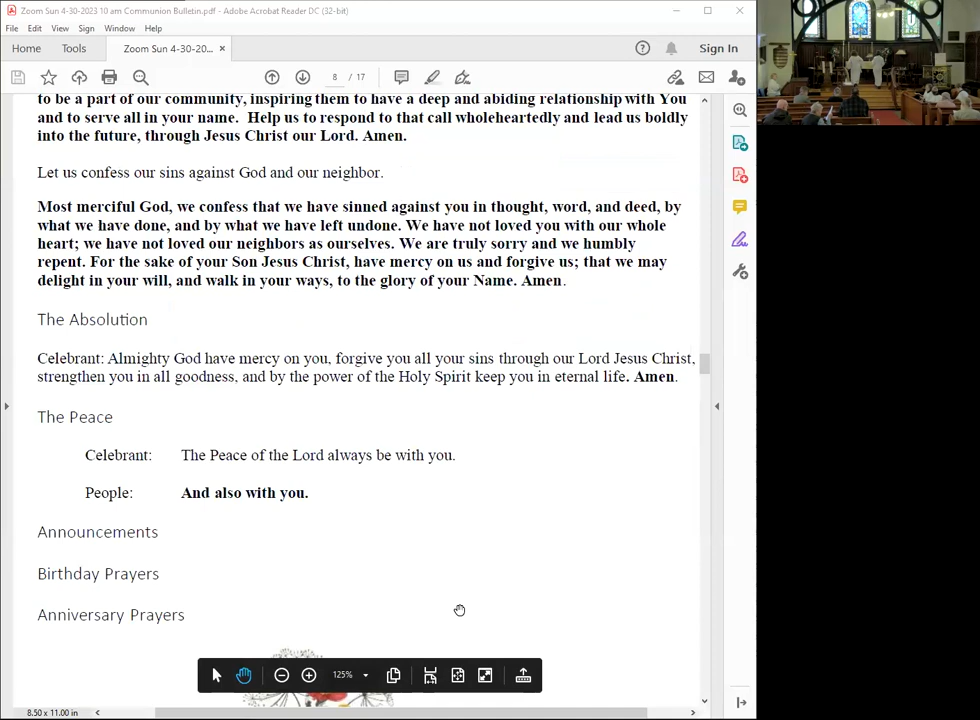 Zoom Sun 4-30-2023 10 am Communion Bulletin.pdf - Adobe Acrobat Reader DC (32-bit)
File Edit View Sign Window Help
Home Tools Zoom Sun 4-30-20... × Sign In
8 / 17
to be a part of our community, inspiring them to have a deep and abiding relationship with You
and to serve all in your name. Help us to respond to that call wholeheartedly and lead us boldly
into the future, through Jesus Christ our Lord. Amen.
Let us confess our sins against God and our neighbor.
Most merciful God, we confess that we have sinned against you in thought, word, and deed, by
what we have done, and by what we have left undone. We have not loved you with our whole
heart; we have not loved our neighbors as ourselves. We are truly sorry and we humbly
repent. For the sake of your Son Jesus Christ, have mercy on us and forgive us; that we may
delight in your will, and walk in your ways, to the glory of your Name. Amen.
The Absolution
Celebrant: Almighty God have mercy on you, forgive you all your sins through our Lord Jesus Christ,
strengthen you in all goodness, and by the power of the Holy Spirit keep you in eternal life. Amen.
The Peace
Celebrant: The Peace of the Lord always be with you.
People: And also with you.
Announcements
Birthday Prayers
Anniversary Prayers
125%
8.50 x 11.00 in